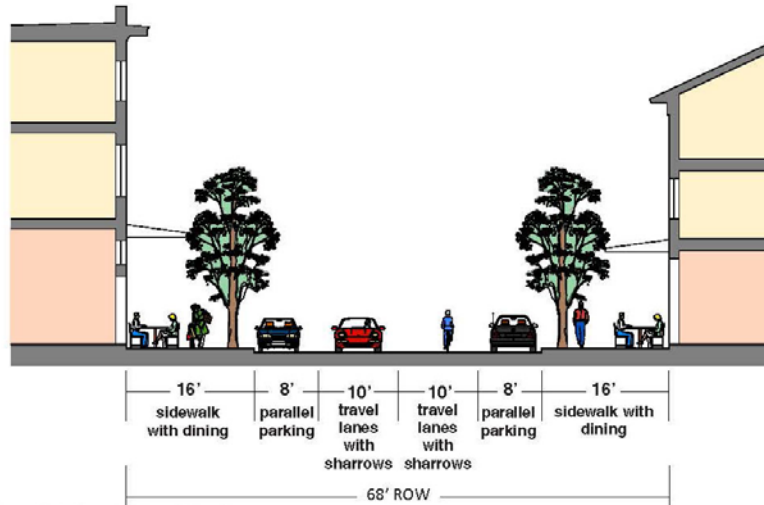 16'
sidewalk
with dining
8'
parallel
parking
10'
travel
lanes
with
sharrows
10'
travel
lanes
with
sharrows
8'
parallel
parking
16'
sidewalk with
dining
68' ROW